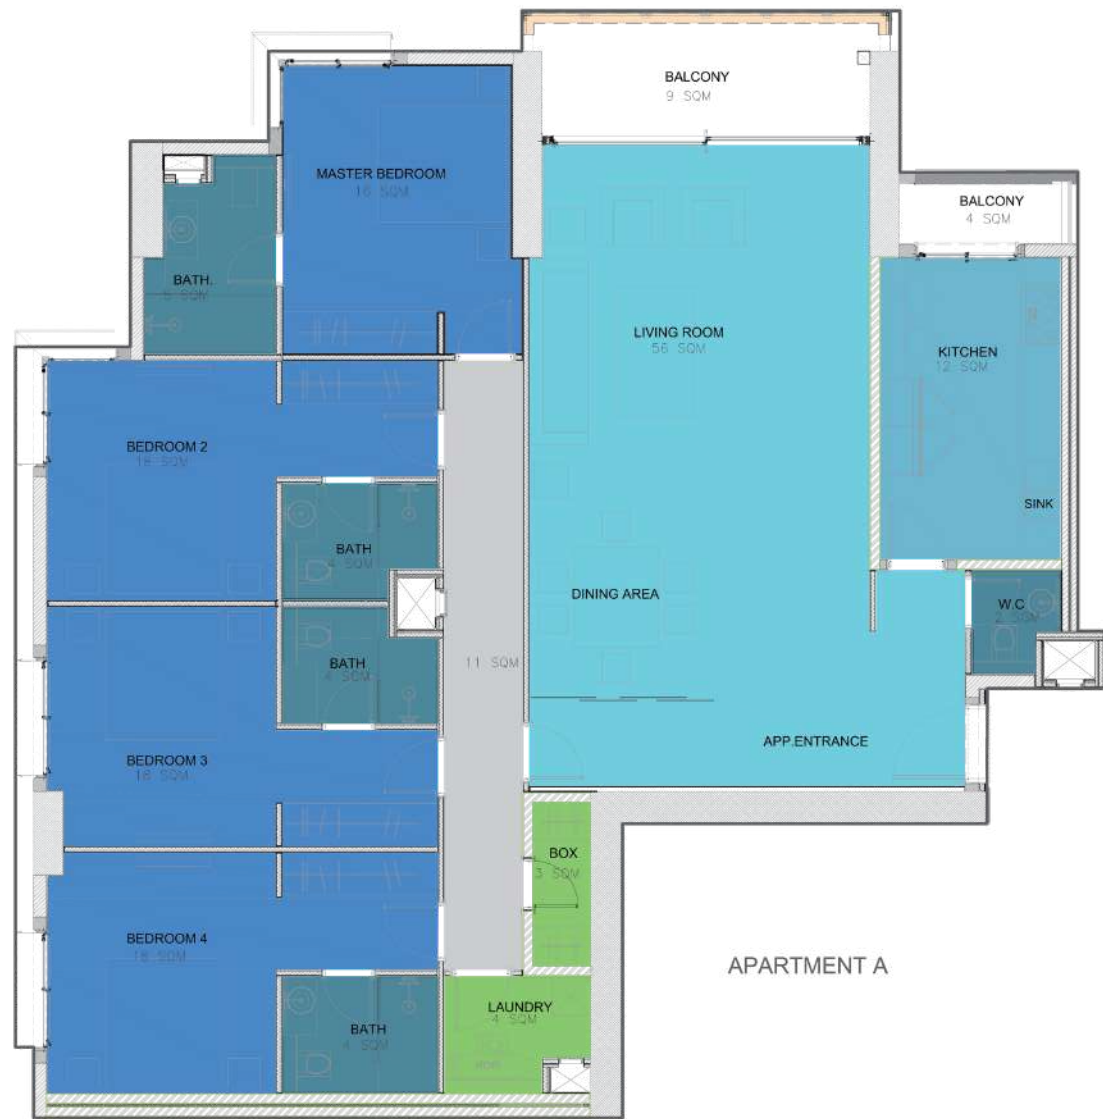 BALCONY
9 SQM
MASTER BEDROOM
16 SQM
BALCONY
4 SQM
BATH.
LIVING ROOM
56 SQM
KITCHEN
12 SQM
BEDROOM 2
18 SQM
SINK
BATH
4 SQM
DINING AREA
W.C
2 SQM
BATH
4 SQM
11 SQM
APP.ENTRANCE
BEDROOM 3
18 SQM
BOX
3 SQM
BEDROOM 4
18 SQM
APARTMENT A
LAUNDRY
4 SQM
BATH
4 SQM